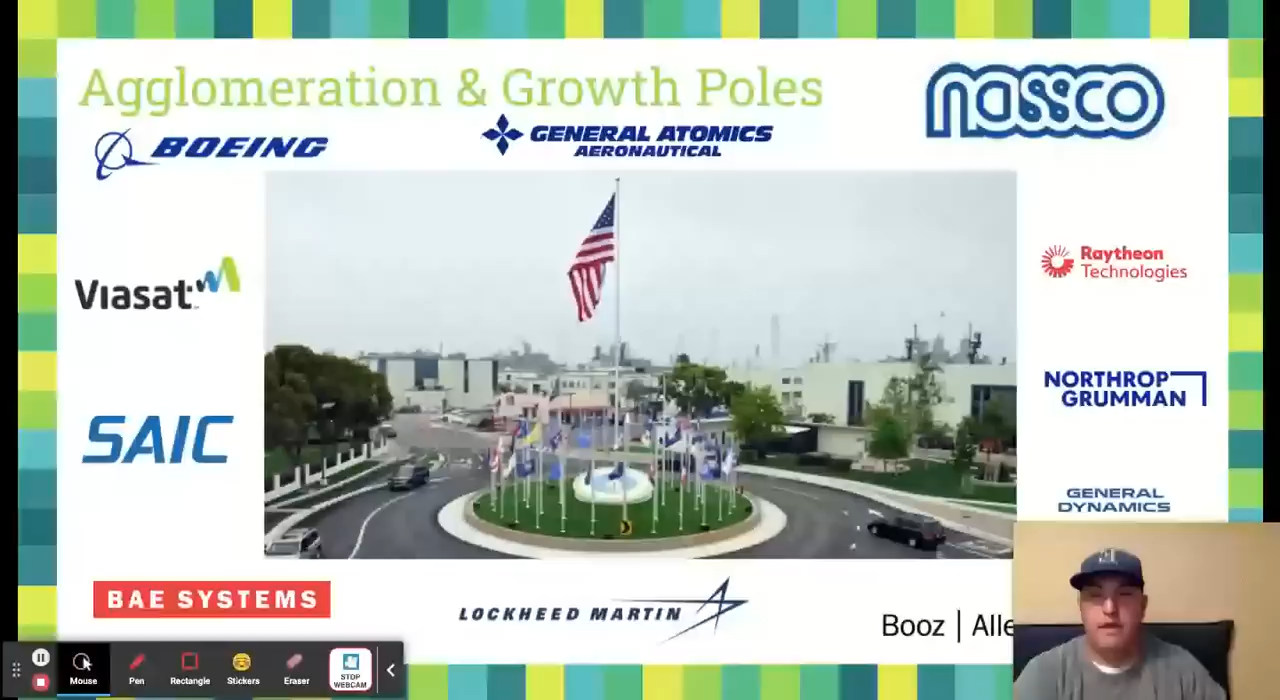 Agglomeration & Growth Poles
BOEING
GENERAL ATOMICS
AERONAUTICAL
nassco
Viasat
Raytheon
Technologies
SAIC
NORTHROP
GRUMMAN
GENERAL
DYNAMICS
BAE SYSTEMS
LOCKHEED MARTIN
Booz | Alle
Mouse
Pen
Rectangle
Stickers
Eraser
STOP
WEBCAM